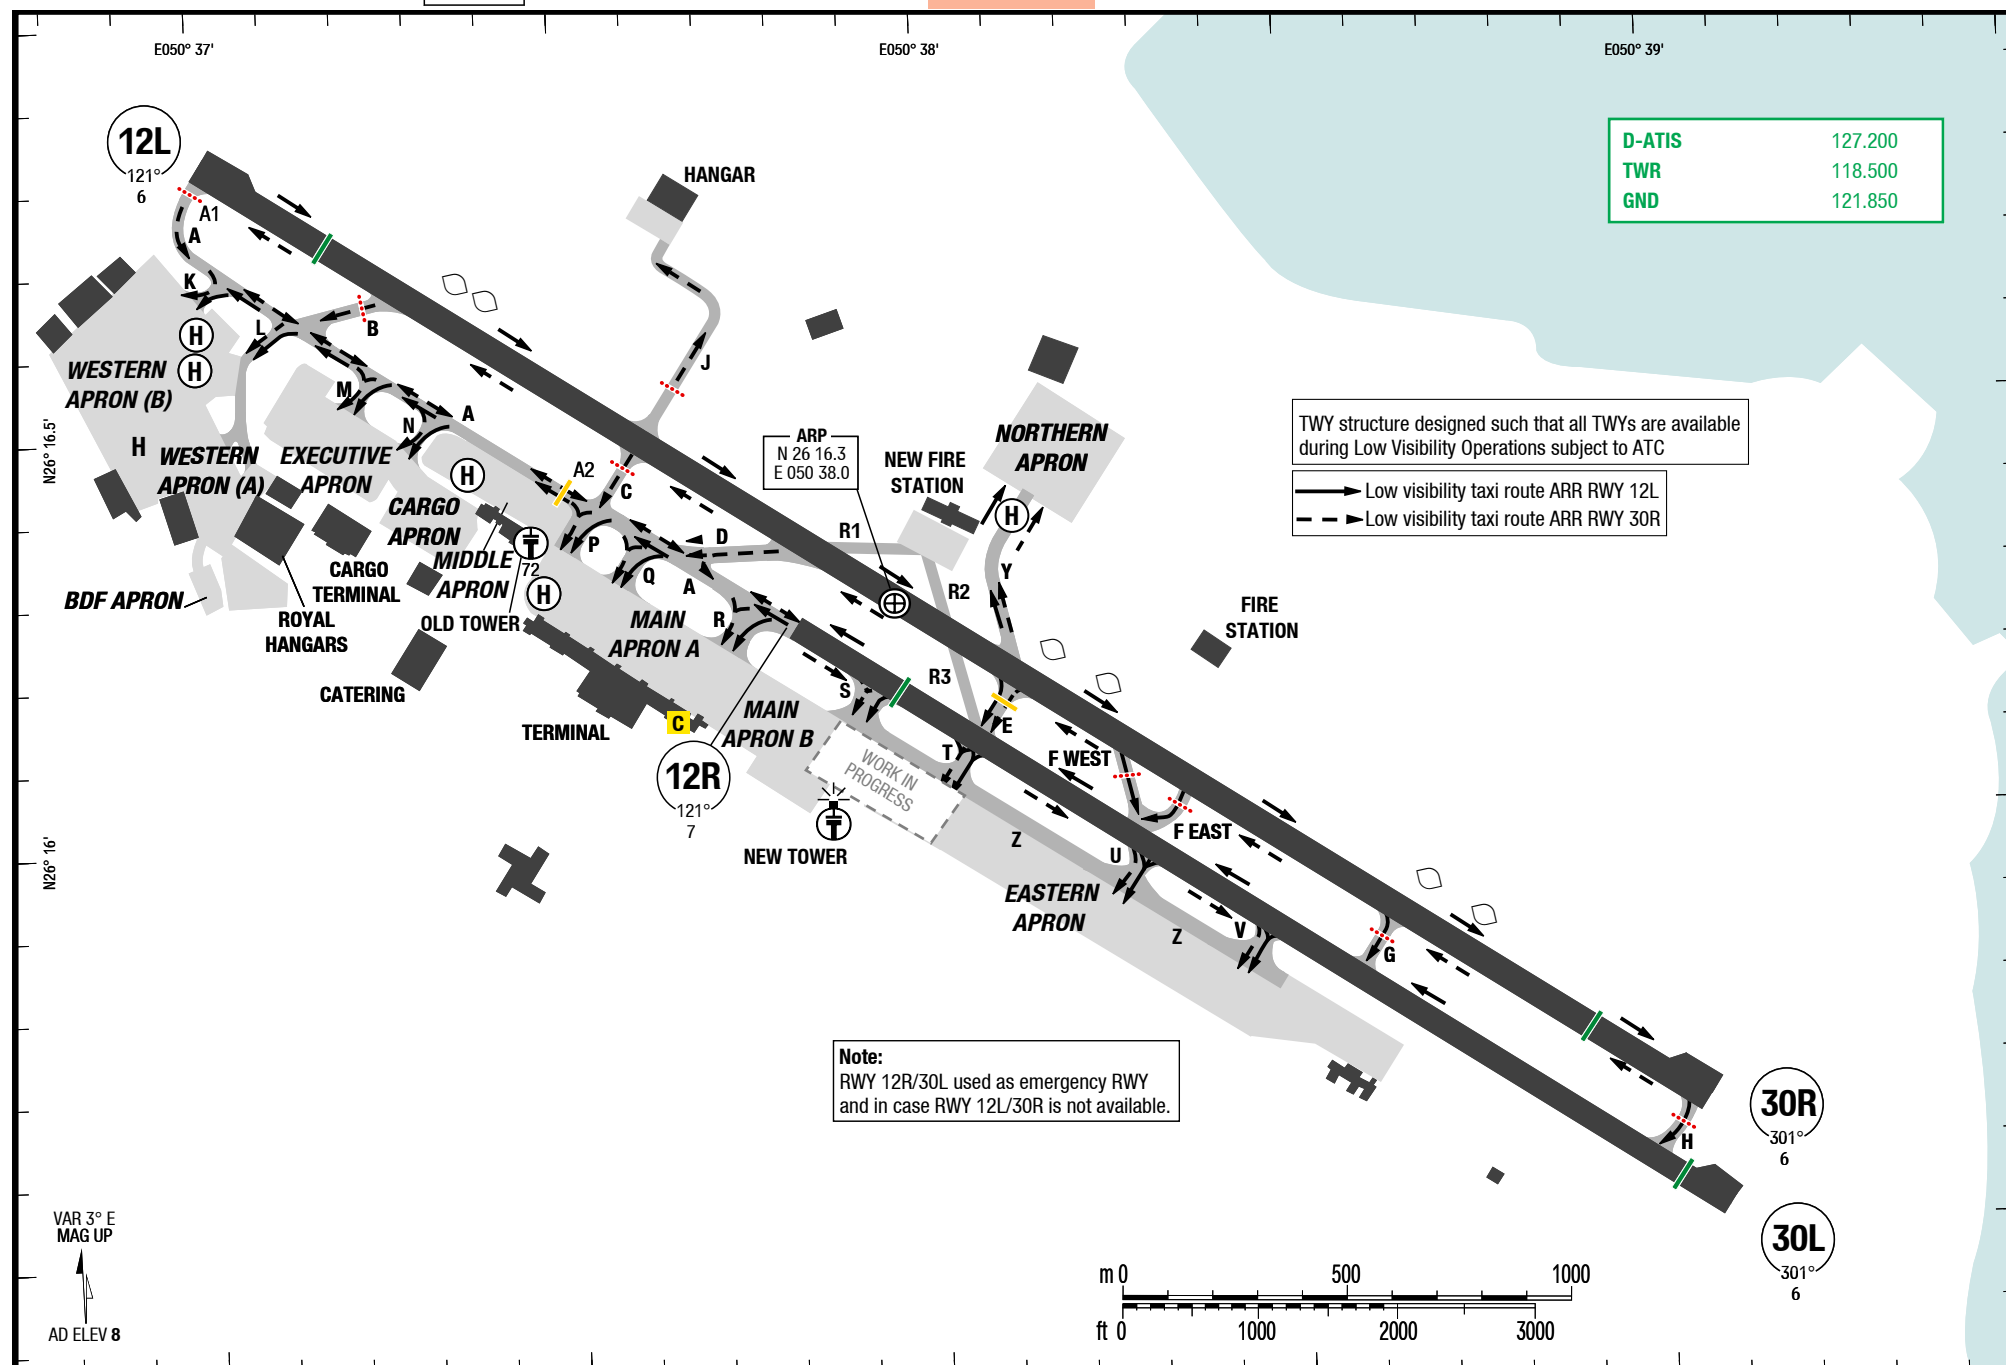 E050° 37'
E050° 38'
E050° 39'
12L
121°
6
D-ATIS 127.200
TWR 118.500
GND 121.850
HANGAR
A1
A
K
B
L
J
H
H
WESTERN
APRON (B)
M
N
A
N26° 16.5'
H
WESTERN
APRON (A)
EXECUTIVE
APRON
H
A2
C
ARP
N 26 16.3
E 050 38.0
NEW FIRE
STATION
NORTHERN
APRON
TWY structure designed such that all TWYs are available
during Low Visibility Operations subject to ATC
Low visibility taxi route ARR RWY 12L
Low visibility taxi route ARR RWY 30R
CARGO
APRON
MIDDLE
APRON
72
H
P
D
R1
H
Q
A
Y
R2
CARGO
TERMINAL
BDF APRON
ROYAL
HANGARS
OLD TOWER
MAIN
APRON A
R
FIRE
STATION
CATERING
S
R3
C
TERMINAL
MAIN
APRON B
E
T
F WEST
WORK IN
PROGRESS
12R
121°
7
F EAST
NEW TOWER
Z
U
N26° 16'
EASTERN
APRON
Z
V
G
Note:
RWY 12R/30L used as emergency RWY
and in case RWY 12L/30R is not available.
30R
301°
6
H
30L
301°
6
VAR 3° E
MAG UP
AD ELEV 8
m 0 500 1000
ft 0 1000 2000 3000